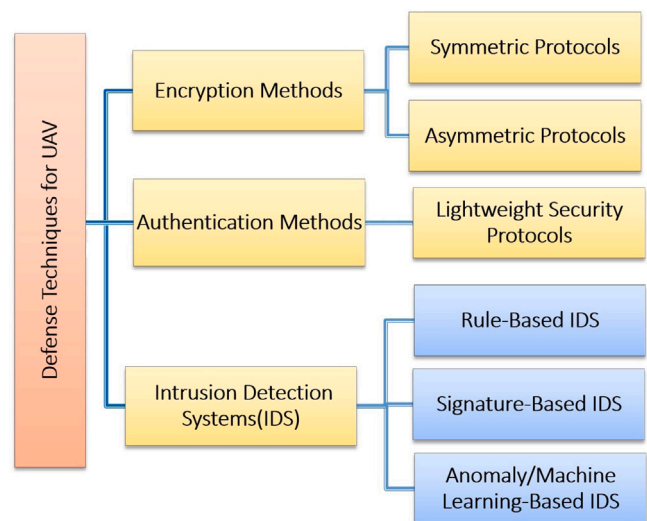 Defense Techniques for UAV
Encryption Methods
Symmetric Protocols
Asymmetric Protocols
Authentication Methods
Lightweight Security
Protocols
Intrusion Detection
Systems(IDS)
Rule-Based IDS
Signature-Based IDS
Anomaly/Machine
Learning-Based IDS